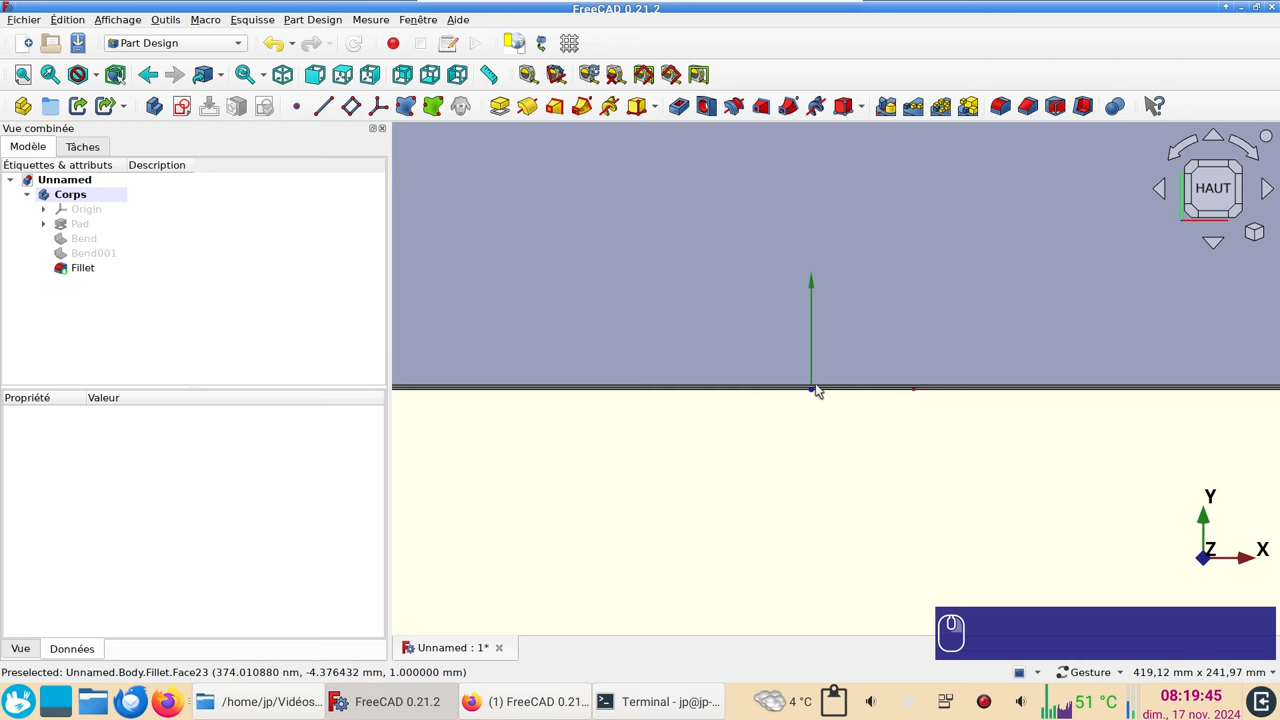 FreeCAD 0.21.2
Fichier Édition Affichage Outils Macro Esquisse Part Design Mesure Fenêtre Aide
Part Design
Vue combinée
Modèle Tâches
Étiquettes & attributs Description
Unnamed
Corps
Origin
Pad
Bend
Bend001
Fillet
HAUT
Propriété Valeur
Y
Z X
Vue Données
Unnamed : 1*
Preselected: Unnamed.Body.Fillet.Face23 (374.010880 nm, -4.376432 mm, 1.000000 mm)
Gesture 419,12 mm x 241,97 mm
/home/jp/Vidéos... FreeCAD 0.21.2 (1) FreeCAD 0.21... Terminal - jp@jp-... 4 °C 51 °C
08:19:45
dim., 17 nov. 2024